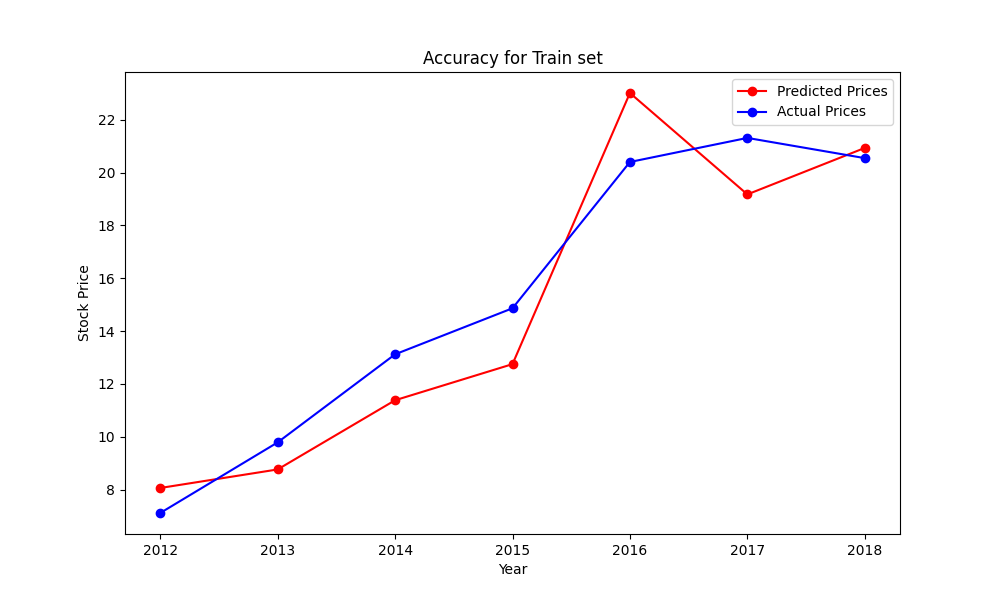 Accuracy for Train set
Predicted Prices
Actual Prices
22
20
18
16
14
12
10
8
Stock Price
2012 2013 2014 2015 2016 2017 2018
Year